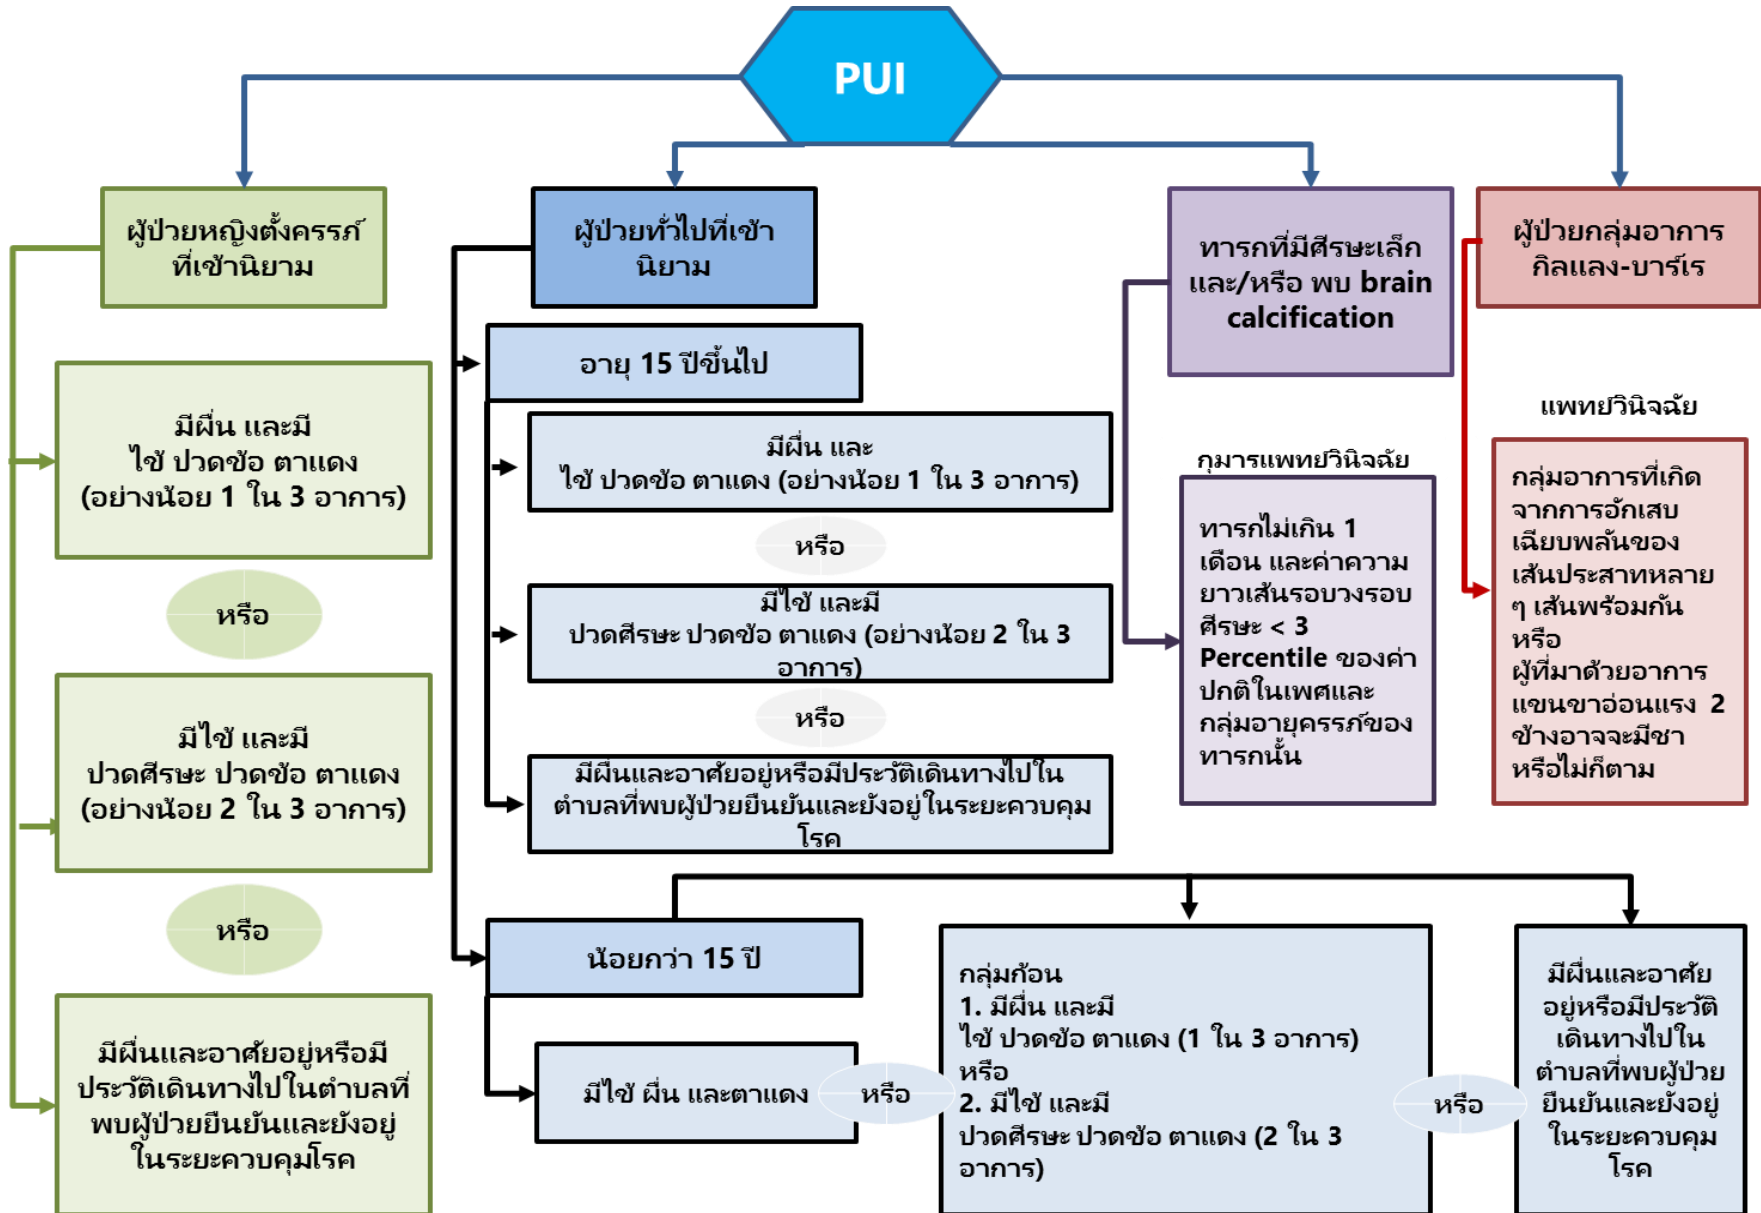 PUI
ผู้ป่วยหญิงตั้งครรภ์
ที่เข้านิยาม
มีผื่น และมี
ไข้ ปวดข้อ ตาแดง
(อย่างน้อย 1 ใน 3 อาการ)
หรือ
มีไข้ และมี
ปวดศีรษะ ปวดข้อ ตาแดง
(อย่างน้อย 2 ใน 3 อาการ)
หรือ
มีผื่นและอาศัยอยู่หรือมี
ประวัติเดินทางไปในตำบลที่
พบผู้ป่วยยืนยันและยังอยู่
ในระยะควบคุมโรค
ผู้ป่วยทั่วไปที่เข้า
นิยาม
อายุ 15 ปีขึ้นไป
มีผื่น และ
ไข้ ปวดข้อ ตาแดง (อย่างน้อย 1 ใน 3 อาการ)
หรือ
มีไข้ และมี
ปวดศีรษะ ปวดข้อ ตาแดง (อย่างน้อย 2 ใน 3
อาการ)
หรือ
มีผื่นและอาศัยอยู่หรือมีประวัติเดินทางไปใน
ตำบลที่พบผู้ป่วยยืนยันและยังอยู่ในระยะควบคุม
โรค
น้อยกว่า 15 ปี
มีไข้ ผื่น และตาแดง
หรือ
กลุ่มก้อน
1. มีผื่น และมี
ไข้ ปวดข้อ ตาแดง (1 ใน 3 อาการ)
หรือ
2. มีไข้ และมี
ปวดศีรษะ ปวดข้อ ตาแดง (2 ใน 3
อาการ)
หรือ
มีผื่นและอาศัย
อยู่หรือมีประวัติ
เดินทางไปใน
ตำบลที่พบผู้ป่วย
ยืนยันและยังอยู่
ในระยะควบคุม
โรค
ทารกที่มีศีรษะเล็ก
และ/หรือ พบ brain
calcification
กุมารแพทย์วินิจฉัย
ทารกไม่เกิน 1
เดือน และค่าความ
ยาวเส้นรอบวงรอบ
ศีรษะ < 3
Percentile ของค่า
ปกติในเพศและ
กลุ่มอายุครรภ์ของ
ทารกนั้น
ผู้ป่วยกลุ่มอาการ
กิลแลง-บาร์เร
แพทย์วินิจฉัย
กลุ่มอาการที่เกิด
จากการอักเสบ
เฉียบพลันของ
เส้นประสาทหลาย
ๆ เส้นพร้อมกัน
หรือ
ผู้ที่มาด้วยอาการ
แขนขาอ่อนแรง 2
ข้างอาจจะมีชา
หรือไม่ก็ตาม